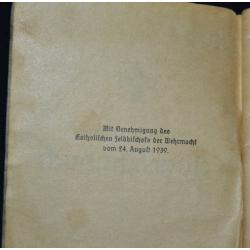 Mit Genehmigung des
Katholischen Feldbischofs der Wehrmacht
vom 24. August 1939.